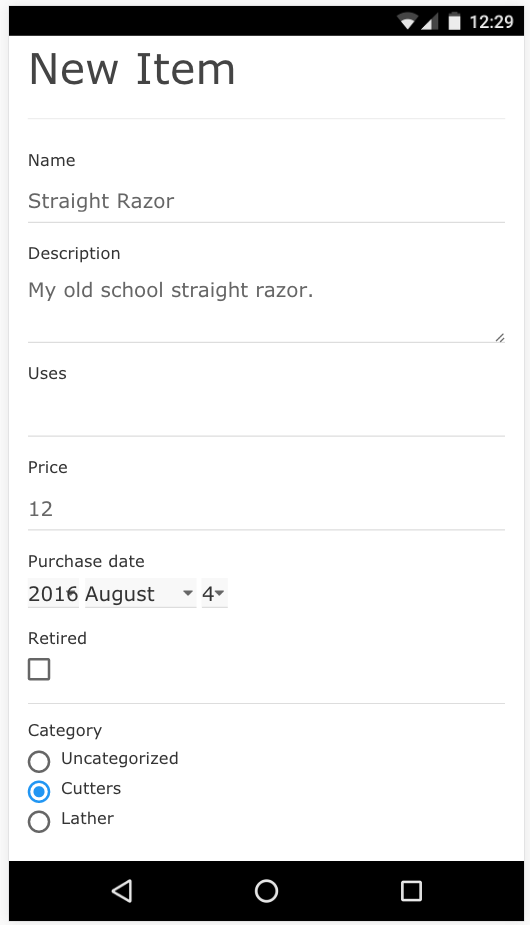 12:29
New Item
Name
Straight Razor
Description
My old school straight razor.
Uses
Price
12
Purchase date
2016 August 4
Retired
Category
Uncategorized
Cutters
Lather